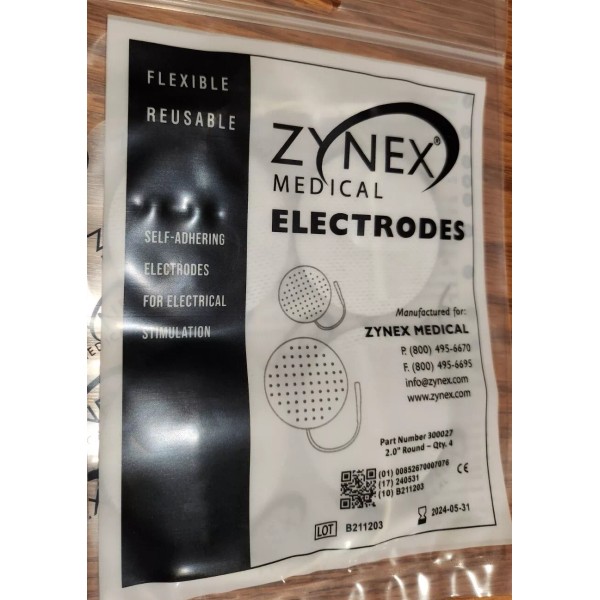 FLEXIBLE
REUSABLE
SELF-ADHERING
ELECTRODES
FOR ELECTRICAL
STIMULATION
ZYNEX®
MEDICAL
ELECTRODES
Manufactured for:
ZYNEX MEDICAL
P. (800) 495-6670
F. (800) 495-6695
info@zynex.com
www.zynex.com
Part Number 300027
2.0" Round – Qty. 4
(01) 00852670007076
(17) 240531
(10) B211203
CE
LOT B211203
2024-05-31